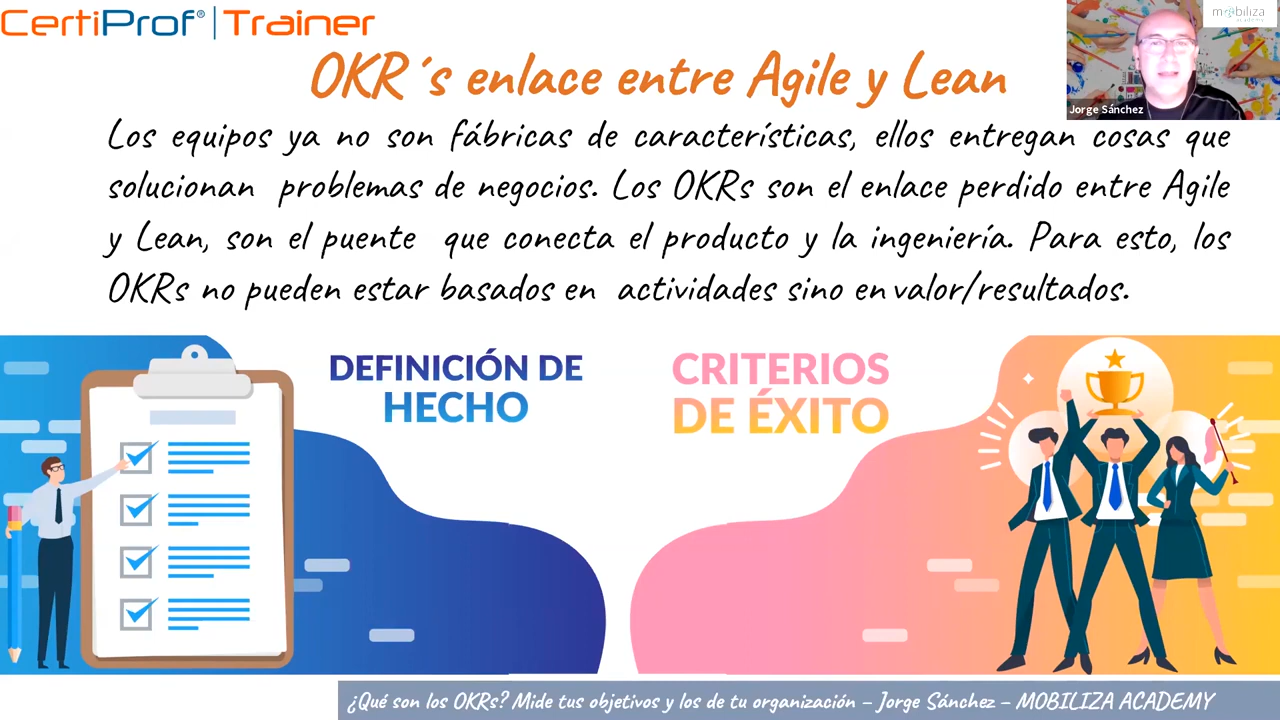 CertiProf® | Trainer
mobiliza
academy
Jorge Sánchez
OKR´s enlace entre Agile y Lean
Los equipos ya no son fábricas de características, ellos entregan cosas que
solucionan problemas de negocios. Los OKRs son el enlace perdido entre Agile
y Lean, son el puente que conecta el producto y la ingeniería. Para esto, los
OKRs no pueden estar basados en actividades sino en valor/resultados.
DEFINICIÓN DE
HECHO
CRITERIOS
DE ÉXITO
¿Qué son los OKRs? Mide tus objetivos y los de tu organización – Jorge Sánchez – MOBILIZA ACADEMY